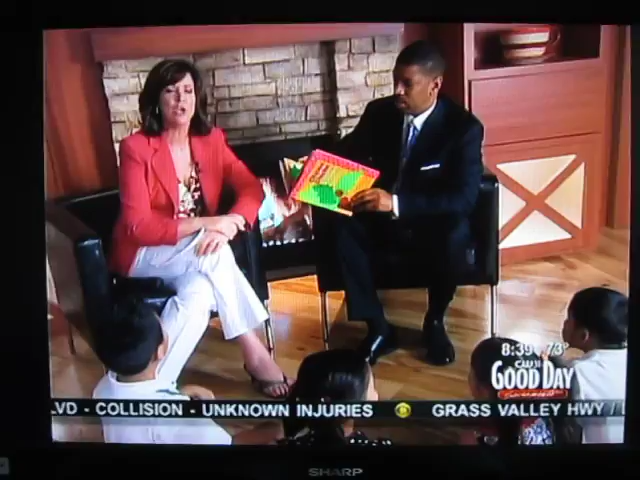 8:39 73°
GOOD DAY
LVD - COLLISION - UNKNOWN INJURIES GRASS VALLEY HWY /
SHARP